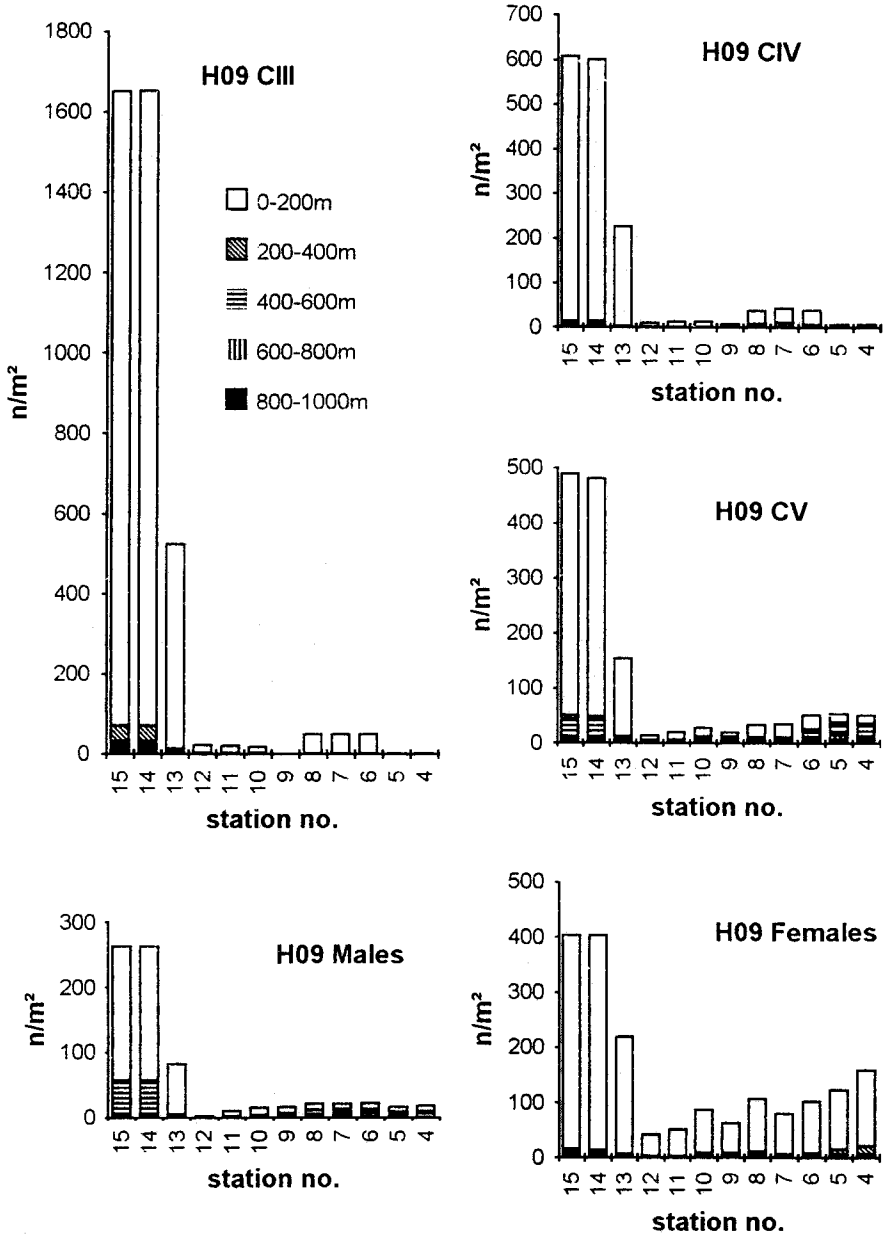 H09 CIII
n/m²
1800
1600
1400
1200
1000
800
600
400
200
0
0-200m
200-400m
400-600m
600-800m
800-1000m
15 14 13 12 11 10 9 8 7 6 5 4
station no.
H09 CIV
n/m²
700
600
500
400
300
200
100
0
15 14 13 12 11 10 9 8 7 6 5 4
station no.
H09 CV
n/m²
500
400
300
200
100
0
15 14 13 12 11 10 9 8 7 6 5 4
station no.
H09 Males
n/m²
300
200
100
0
15 14 13 12 11 10 9 8 7 6 5 4
station no.
H09 Females
n/m²
500
400
300
200
100
0
15 14 13 12 11 10 9 8 7 6 5 4
station no.